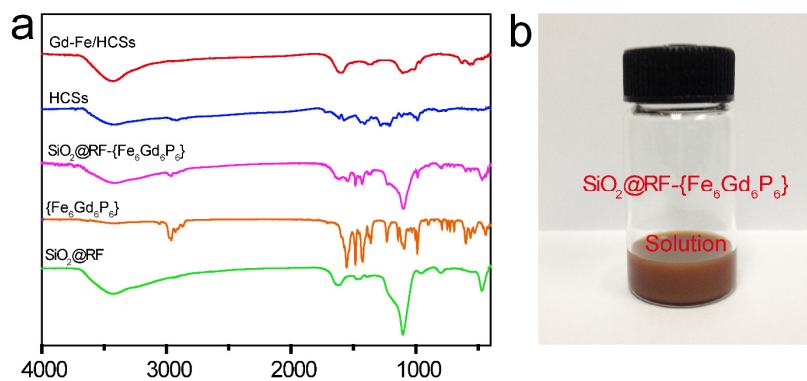 a
Gd-Fe/HCSs
HCSs
SiO₂@RF-{Fe₆Gd₆P₆}
{Fe₆Gd₆P₆}
SiO₂@RF
4000 3000 2000 1000
b
SiO₂@RF-{Fe₆Gd₆P₆}
Solution